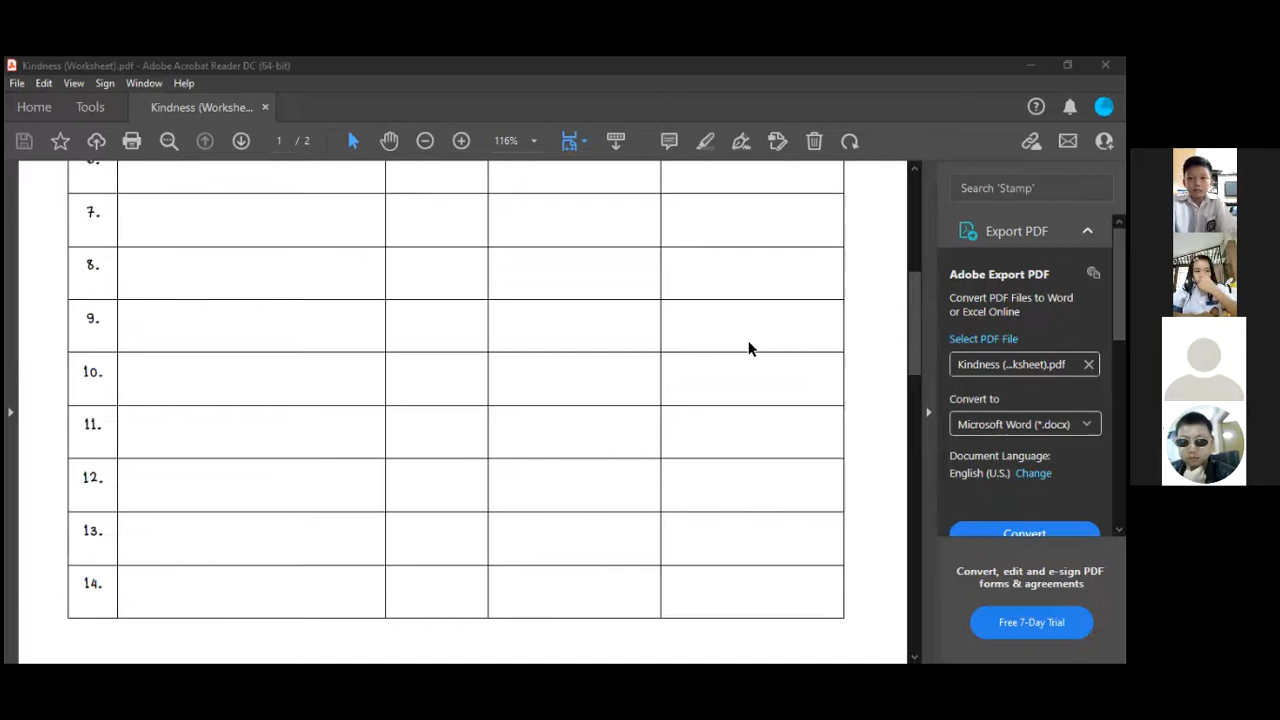 Kindness (Worksheet).pdf - Adobe Acrobat Reader DC (64-bit)
File Edit View Sign Window Help
Home Tools Kindness (Workshe... ×
1 / 2 116%
7.
8.
9.
10.
11.
12.
13.
14.
Search 'Stamp'
Export PDF
Adobe Export PDF
Convert PDF Files to Word
or Excel Online
Select PDF File
Kindness (...ksheet).pdf
Convert to
Microsoft Word (*.docx)
Document Language:
English (U.S.) Change
Convert
Convert, edit and e-sign PDF
forms & agreements
Free 7-Day Trial